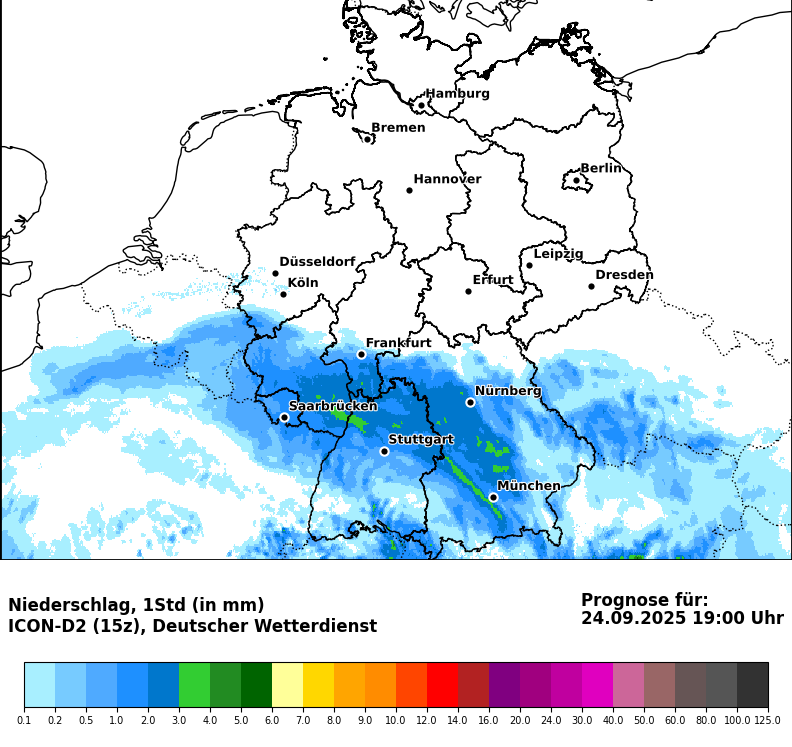 Hamburg
Bremen
Berlin
Hannover
Leipzig
Düsseldorf
Dresden
Köln
Erfurt
Frankfurt
Nürnberg
Saarbrücken
Stuttgart
München
Niederschlag, 1Std (in mm)
ICON-D2 (15z), Deutscher Wetterdienst
Prognose für:
24.09.2025 19:00 Uhr
0.1 0.2 0.5 1.0 2.0 3.0 4.0 5.0 6.0 7.0 8.0 9.0 10.0 12.0 14.0 16.0 20.0 24.0 30.0 40.0 50.0 60.0 80.0 100.0 125.0